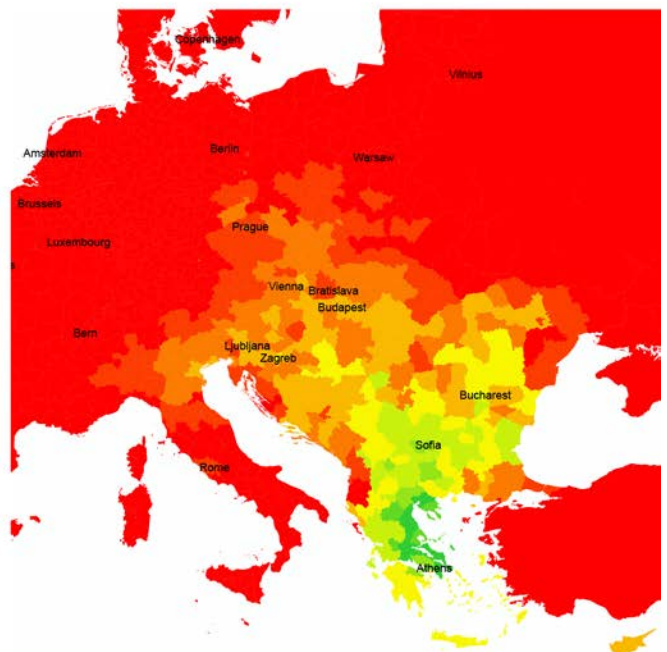 Copenhagen
Vilnius
Berlin
Amsterdam
Warsaw
Brussels
Prague
Luxembourg
s
Vienna
Bratislava
Budapest
Bern
Ljubljana
Zagreb
Bucharest
Sofia
Rome
Athens